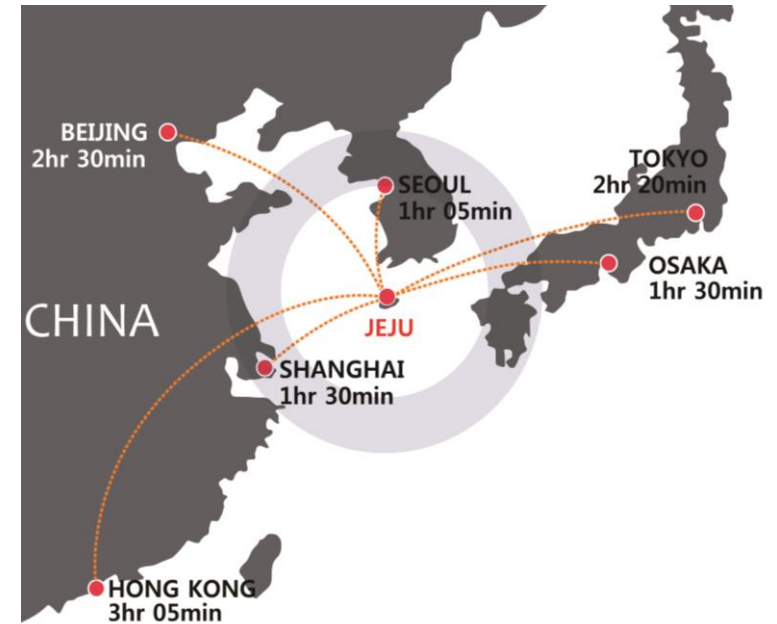 BEIJING
2hr 30min
SEOUL
1hr 05min
TOKYO
2hr 20min
OSAKA
1hr 30min
CHINA
JEJU
SHANGHAI
1hr 30min
HONG KONG
3hr 05min